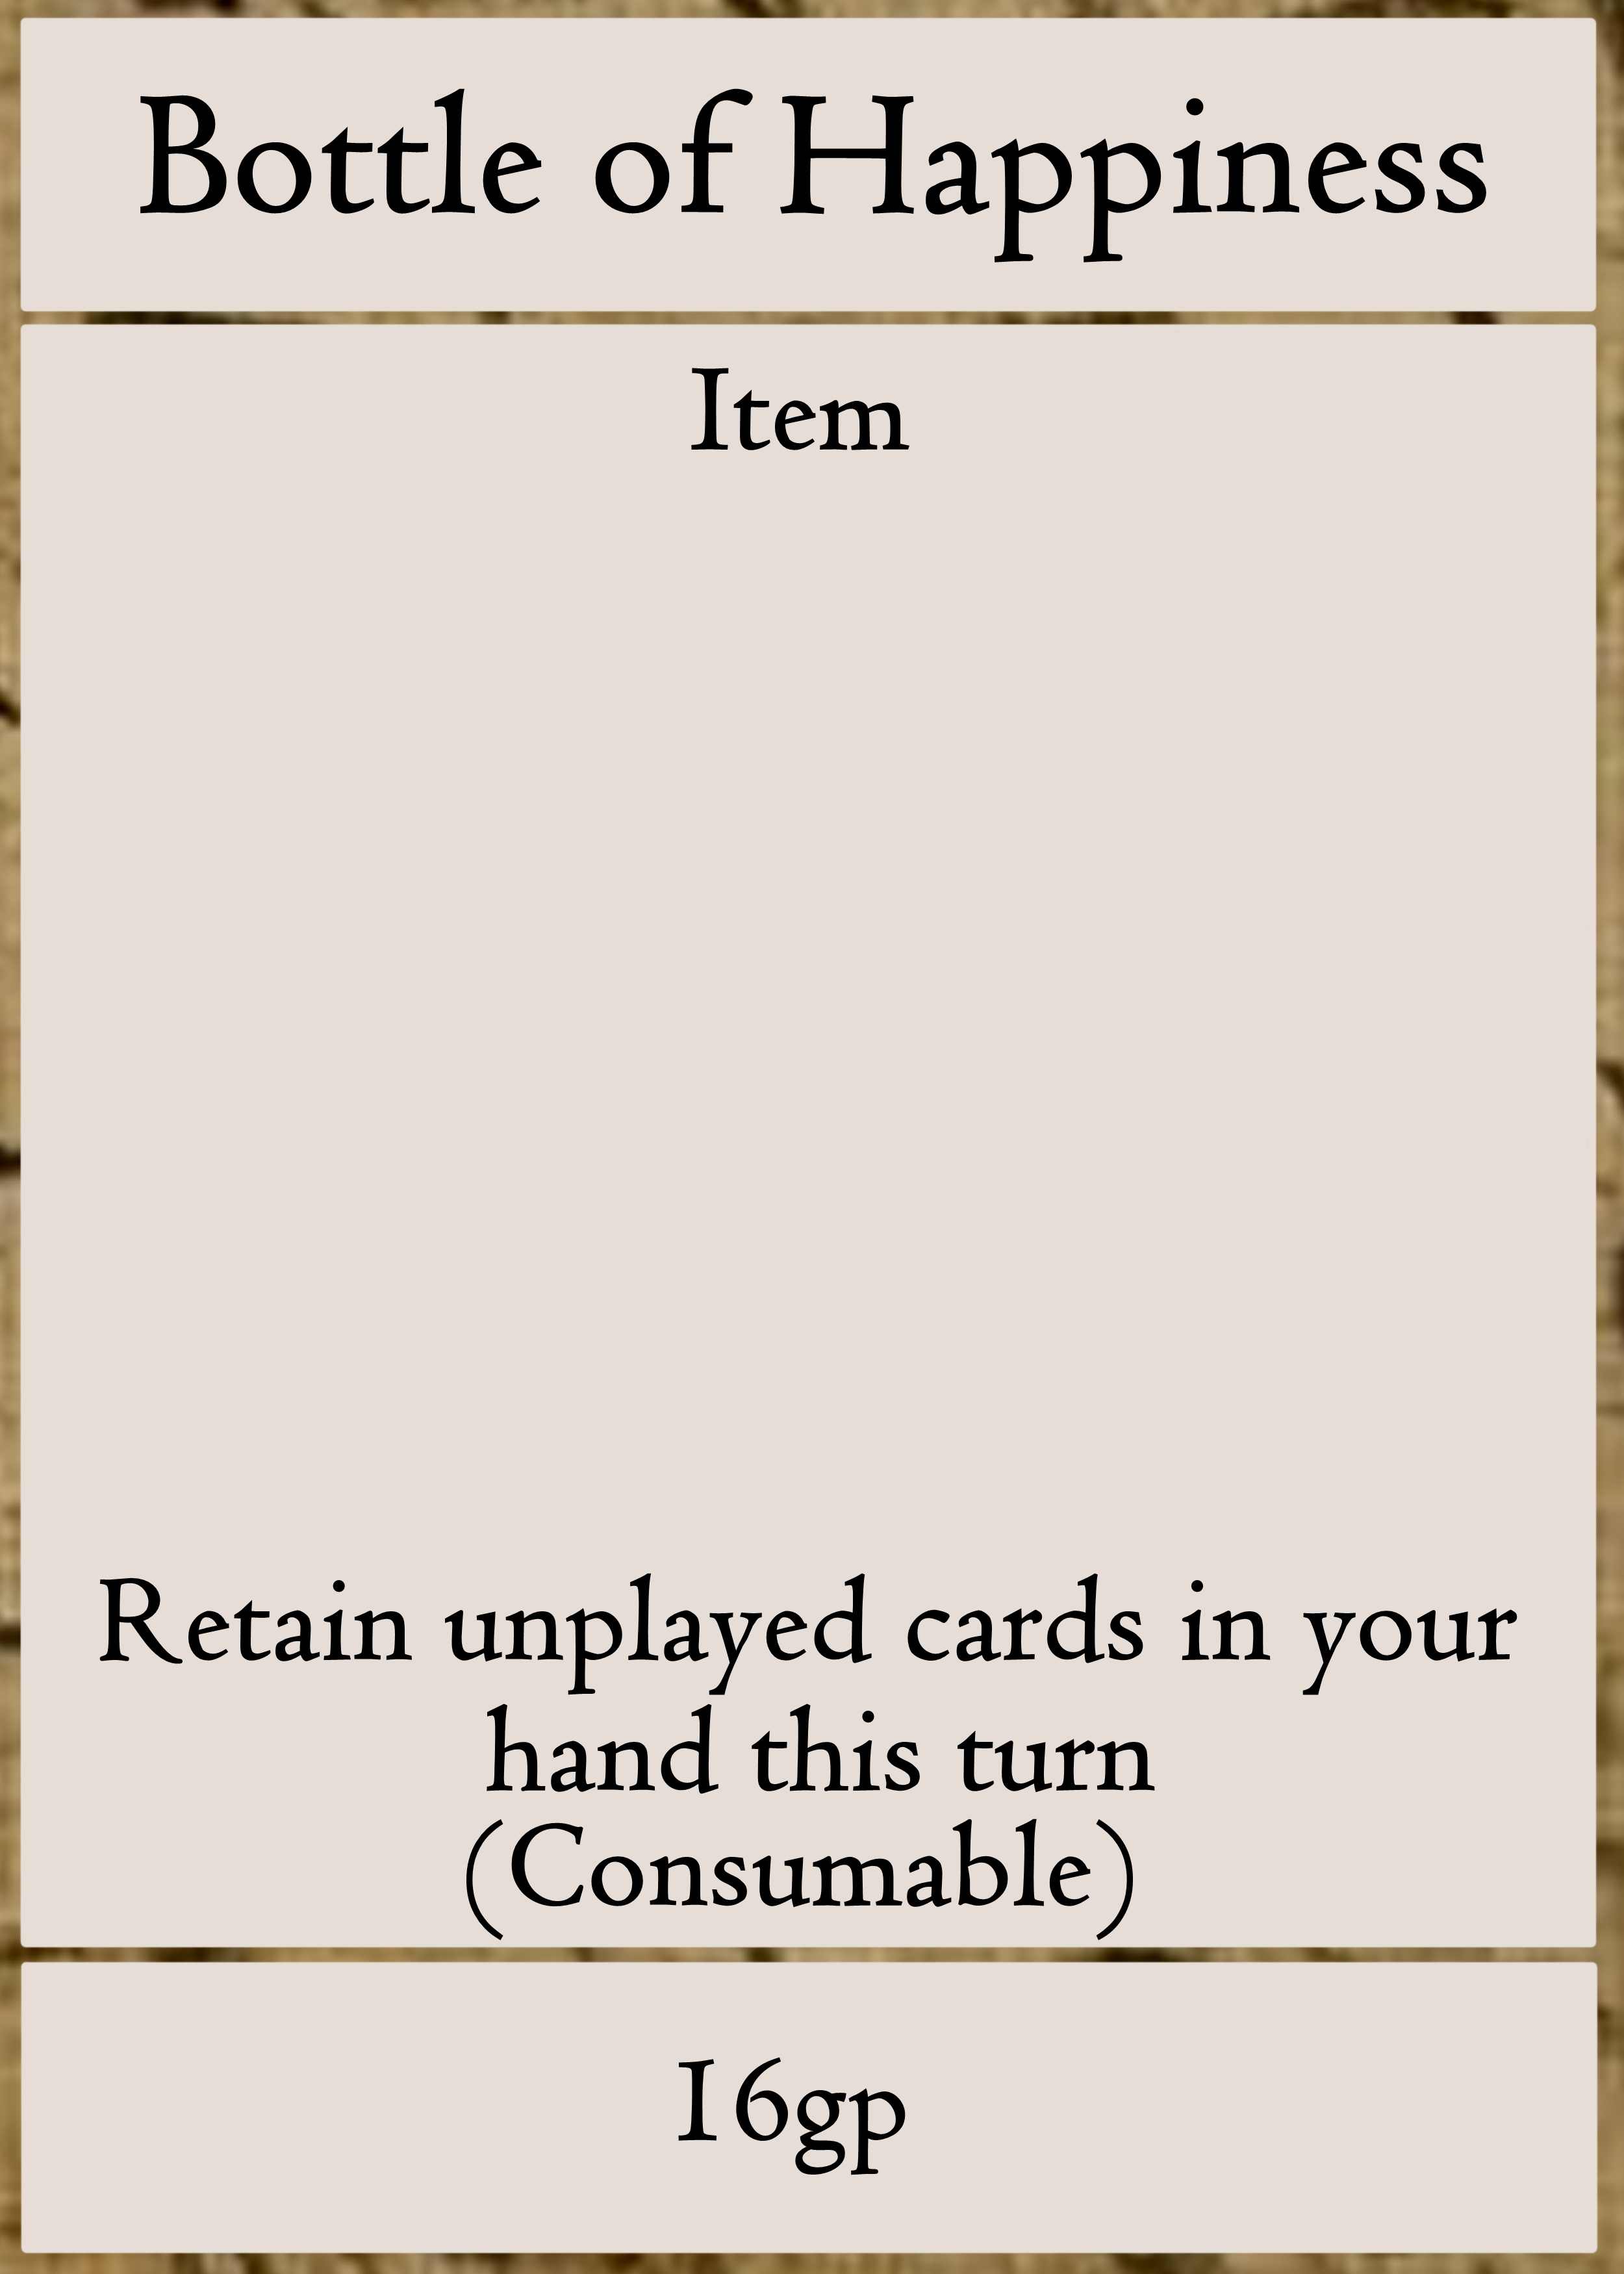 Bottle of Happiness
Item
Retain unplayed cards in your
hand this turn
(Consumable)
16gp